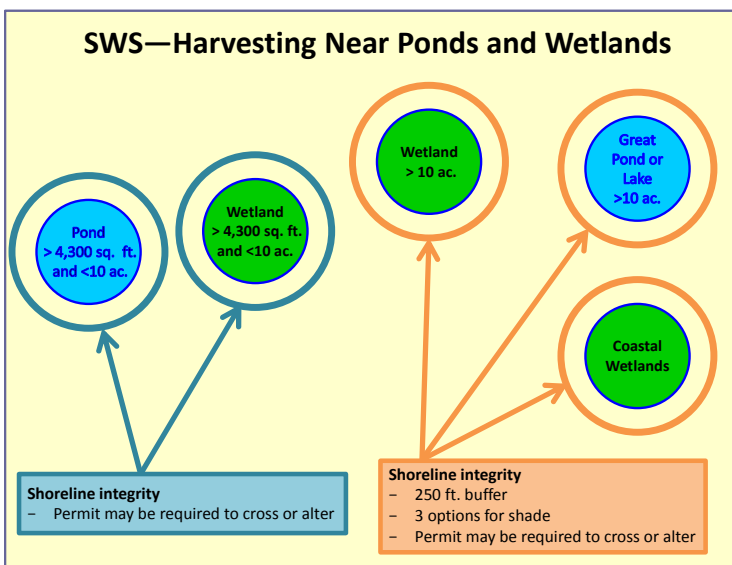 SWS—Harvesting Near Ponds and Wetlands
Pond
> 4,300 sq. ft.
and <10 ac.
Wetland
> 4,300 sq. ft.
and <10 ac.
Wetland
> 10 ac.
Great
Pond or
Lake
>10 ac.
Coastal
Wetlands
Shoreline integrity
− Permit may be required to cross or alter
Shoreline integrity
− 250 ft. buffer
− 3 options for shade
− Permit may be required to cross or alter